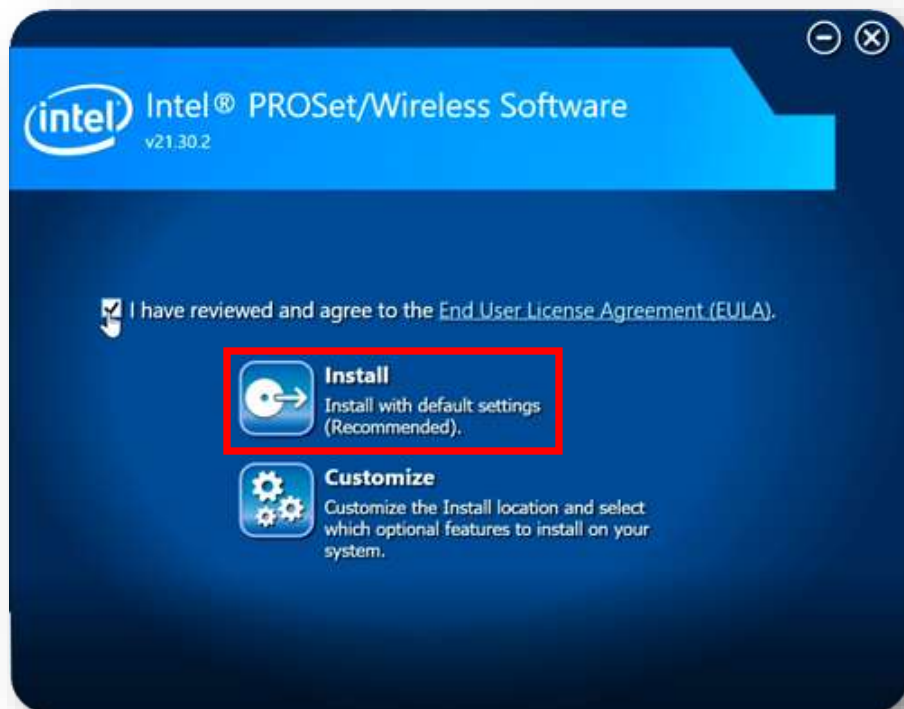 intel Intel® PROSet/Wireless Software
v21.30.2
I have reviewed and agree to the End User License Agreement (EULA).
Install
Install with default settings
(Recommended).
Customize
Customize the Install location and select
which optional features to install on your
system.